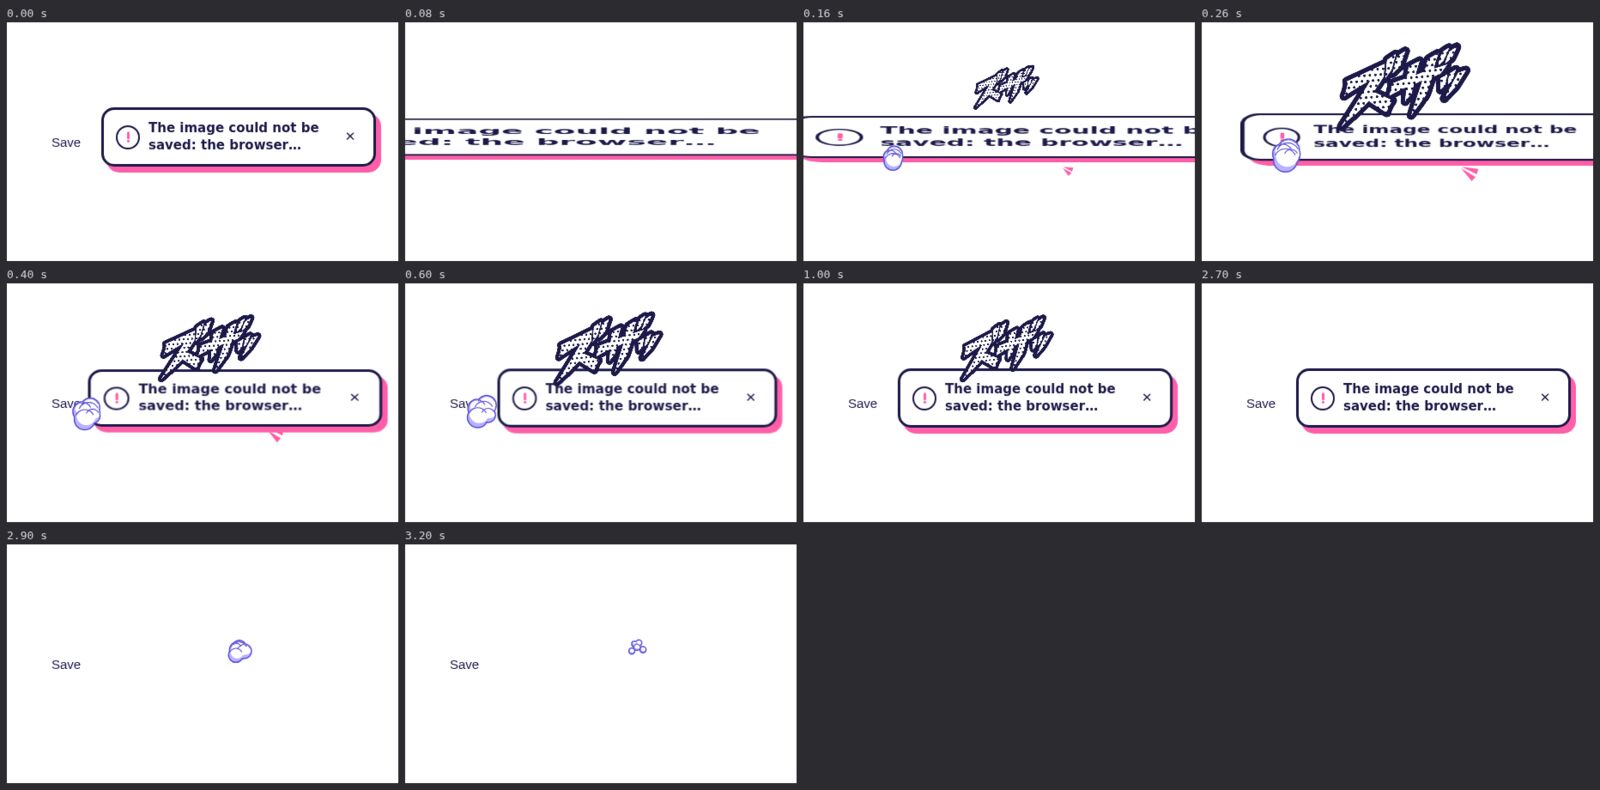 0.00 s
0.08 s
0.16 s
0.26 s
Save
!
The image could not be
saved: the browser...
×
image could not be
ed: the browser...
!
The image could not b
saved: the browser...
!
The image could not be
saved: the browser...
0.40 s
0.60 s
1.00 s
2.70 s
Save
!
The image could not be
saved: the browser...
×
Sav
!
The image could not be
saved: the browser...
×
Save
!
The image could not be
saved: the browser...
×
Save
!
The image could not be
saved: the browser...
×
2.90 s
3.20 s
Save
Save